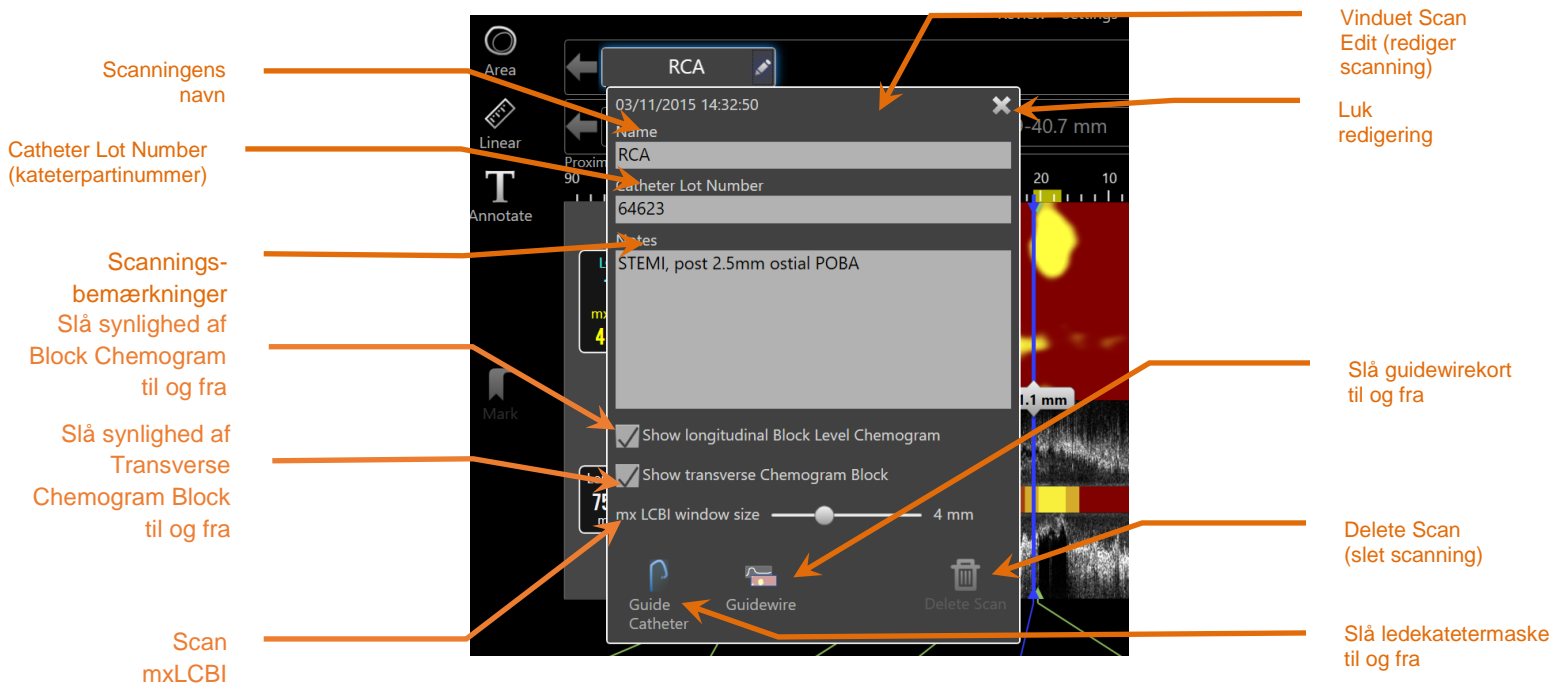 Scanningens
navn
Catheter Lot Number
(kateterpartinummer)
Scannings-
bemærkninger
Slå synlighed af
Block Chemogram
til og fra
Slå synlighed af
Transverse
Chemogram Block
til og fra
Scan
mxLCBI
Area
Linear
Annotate
Mark
RCA
-40.7 mm
90
20
10
1.1 mm
03/11/2015 14:32:50
Name
RCA
Catheter Lot Number
64623
Notes
STEMI, post 2.5mm ostial POBA
Show longitudinal Block Level Chemogram
Show transverse Chemogram Block
mx LCBI window size 4 mm
Guide
Catheter
Guidewire
Delete Scan
Vinduet Scan
Edit (rediger
scanning)
Luk
redigering
Slå guidewirekort
til og fra
Delete Scan
(slet scanning)
Slå ledekatetermaske
til og fra